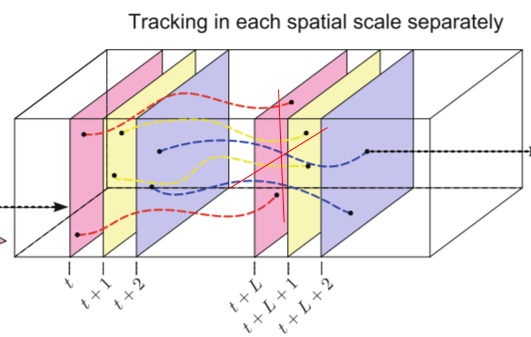 Tracking in each spatial scale separately
t
t + 1
t + 2
t + L
t + L + 1
t + L + 2